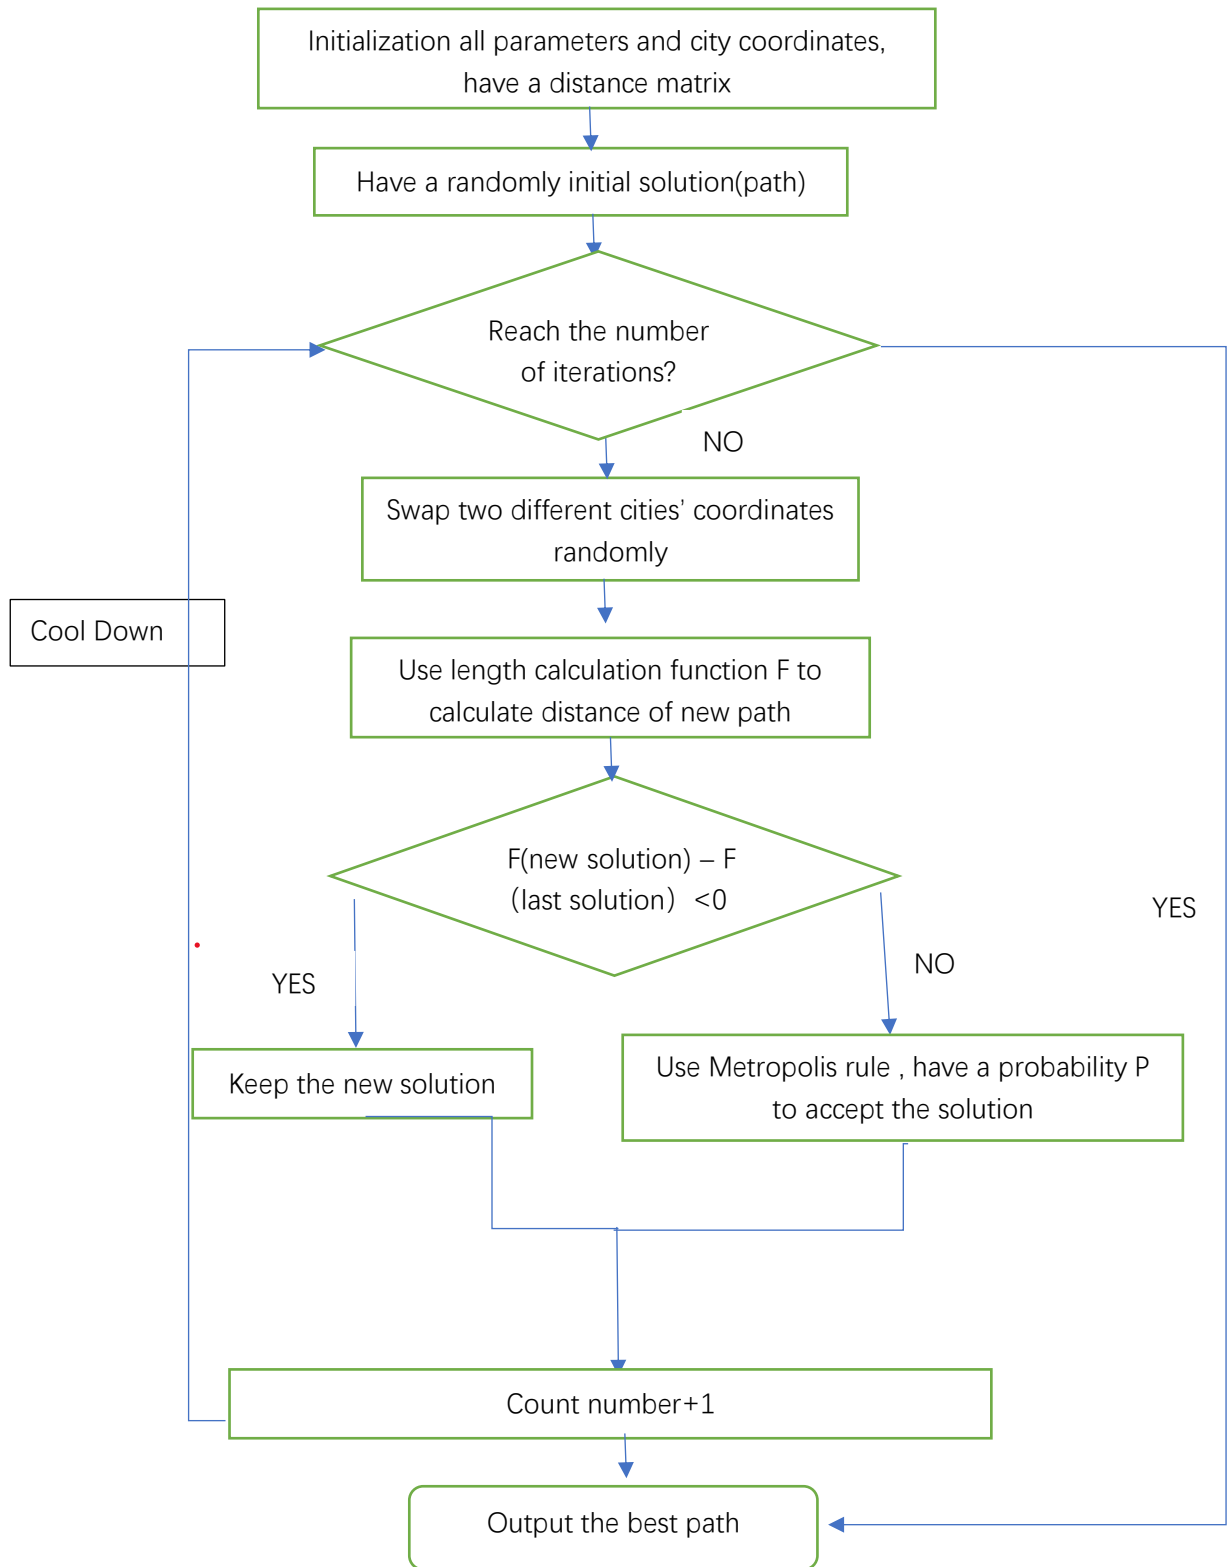 Initialization all parameters and city coordinates,
have a distance matrix
Have a randomly initial solution(path)
Reach the number
of iterations?
NO
Swap two different cities’ coordinates
randomly
Cool Down
Use length calculation function F to
calculate distance of new path
F(new solution) – F
(last solution)  <0
YES
NO
YES
Keep the new solution
Use Metropolis rule , have a probability P
to accept the solution
Count number+1
Output the best path